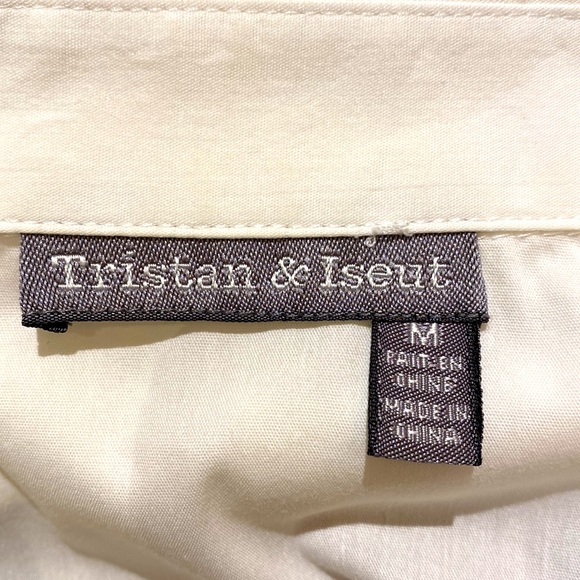 Tristan & Iseut
M
FAIT-EN
CHINE
MADE IN
CHINA